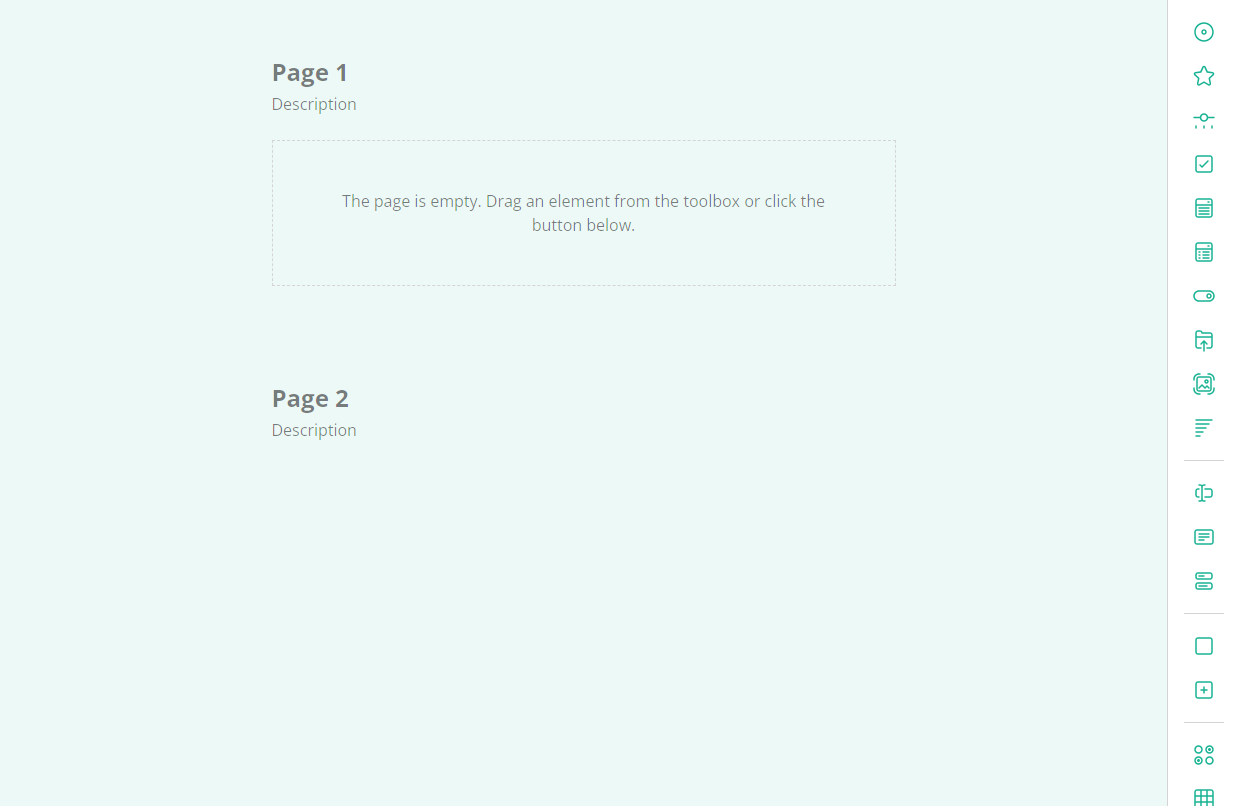 Page 1
Description
The page is empty. Drag an element from the toolbox or click the
button below.
Page 2
Description